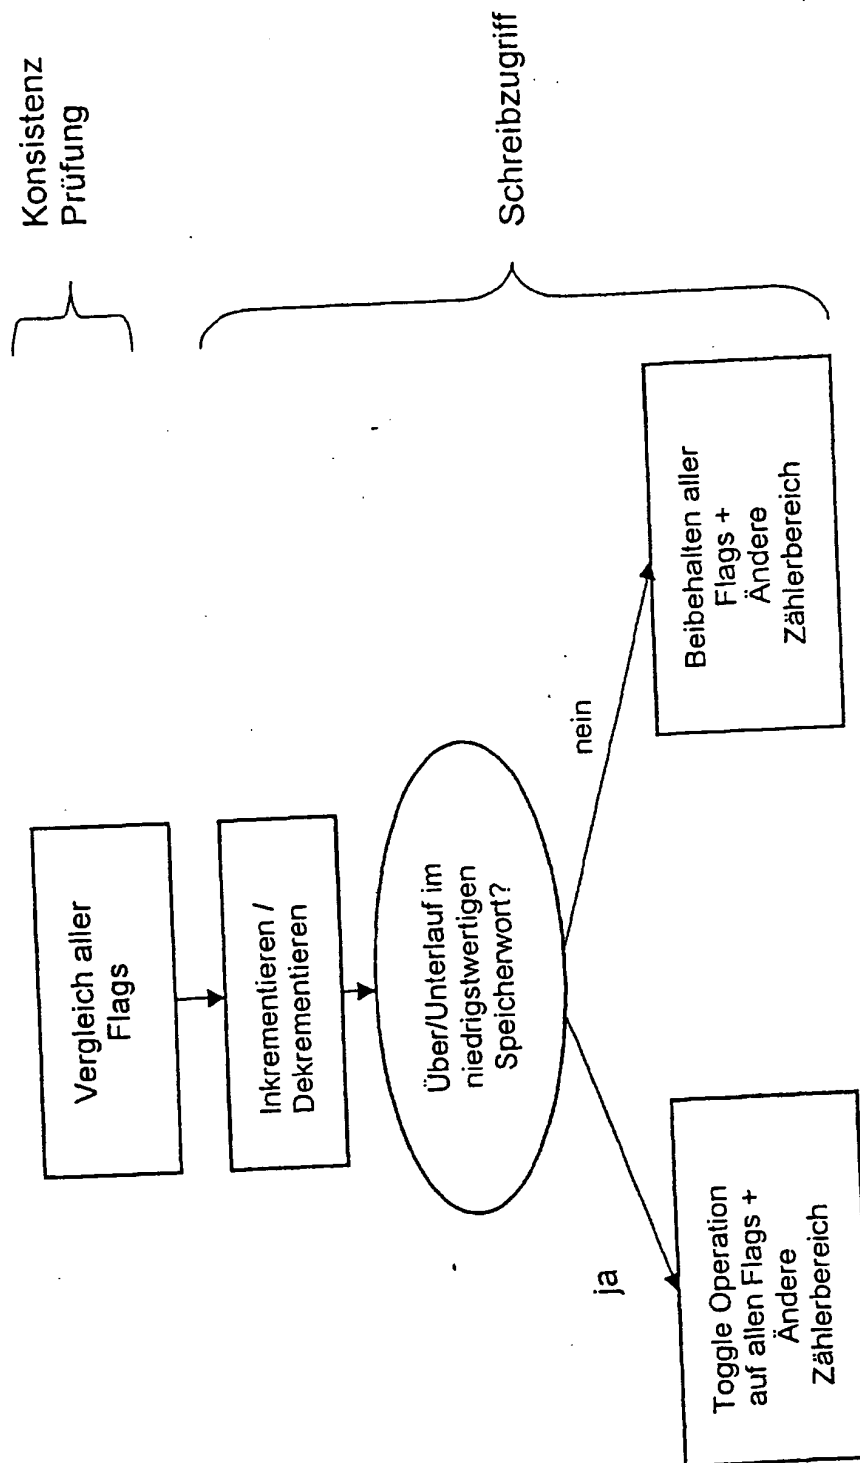 Konsistenz
Prüfung
Vergleich aller
Flags
Inkrementieren /
Dekrementieren
Schreibzugriff
Über/Unterlauf im
niedrigstwertigen
Speicherwort?
ja
nein
Toggle Operation
auf allen Flags +
Ändere
Zählerbereich
Beibehalten aller
Flags +
Ändere
Zählerbereich